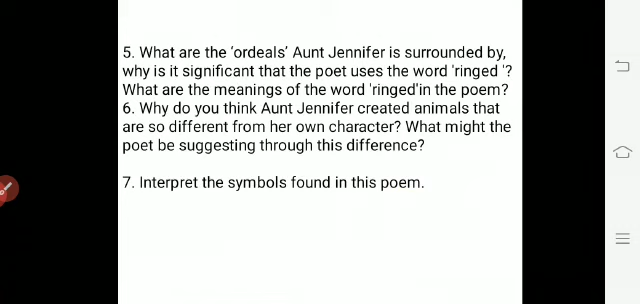 5. What are the ‘ordeals’ Aunt Jennifer is surrounded by,
why is it significant that the poet uses the word 'ringed '?
What are the meanings of the word 'ringed'in the poem?
6. Why do you think Aunt Jennifer created animals that
are so different from her own character? What might the
poet be suggesting through this difference?
7. Interpret the symbols found in this poem.